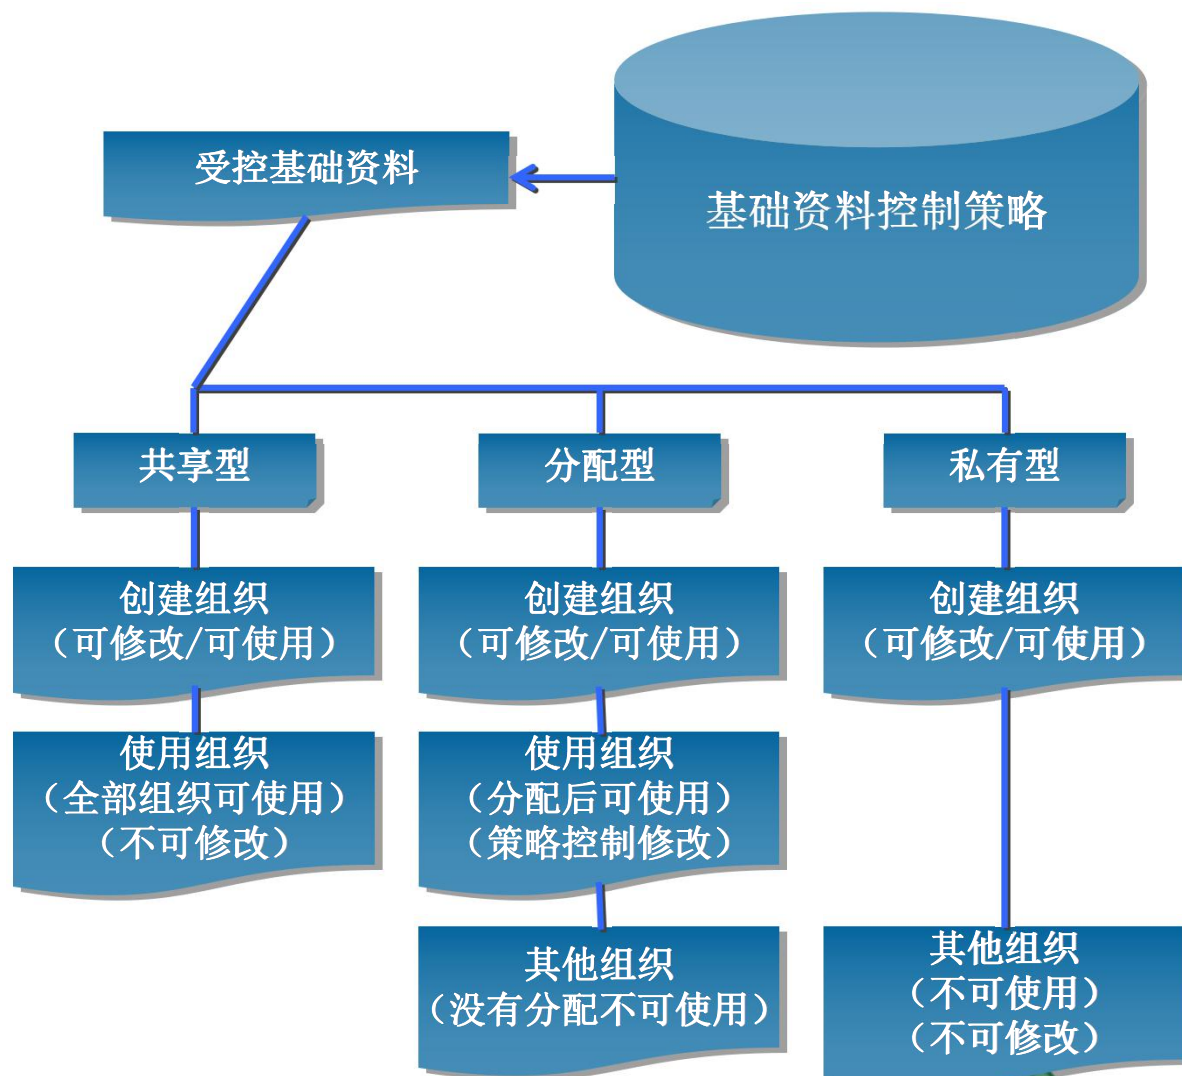 受控基础资料
基础资料控制策略
共享型
分配型
私有型
创建组织
（可修改/可使用）
创建组织
（可修改/可使用）
创建组织
（可修改/可使用）
使用组织
（全部组织可使用）
（不可修改）
使用组织
（分配后可使用）
（策略控制修改）
其他组织
（没有分配不可使用）
其他组织
（不可使用）
（不可修改）